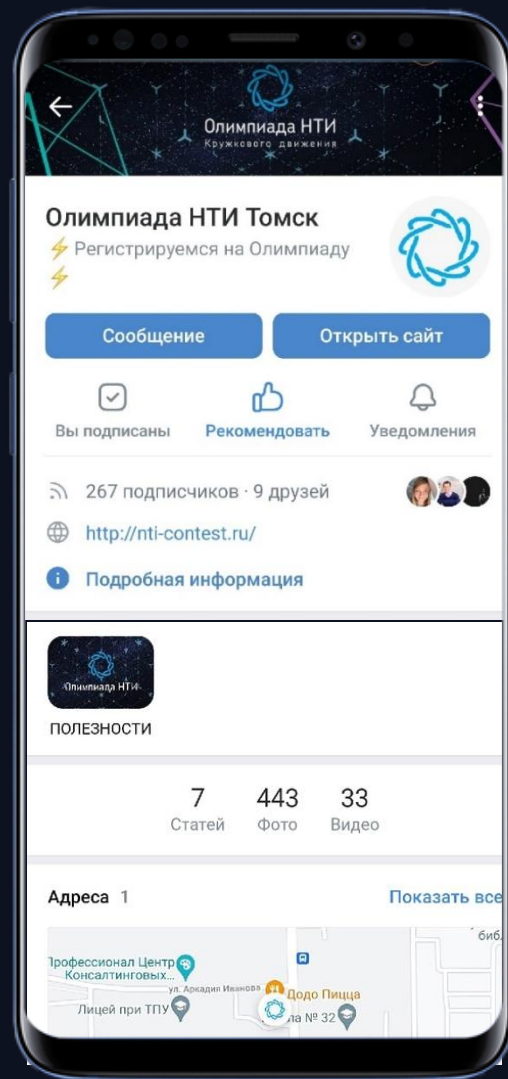 Олимпиада НТИ
Кружкового движения
Олимпиада НТИ Томск
⚡ Регистрируемся на Олимпиаду
⚡
Сообщение
Открыть сайт
Вы подписаны
Рекомендовать
Уведомления
267 подписчиков · 9 друзей
http://nti-contest.ru/
Подробная информация
Олимпиада НТИ
ПОЛЕЗНОСТИ
7 443 33
Статей Фото Видео
Адреса 1
Показать все
Профессионал Центр
Консалтинговых...
ул. Аркадия Иванова
Додо Пицца
Лицей при ТПУ
№ 32